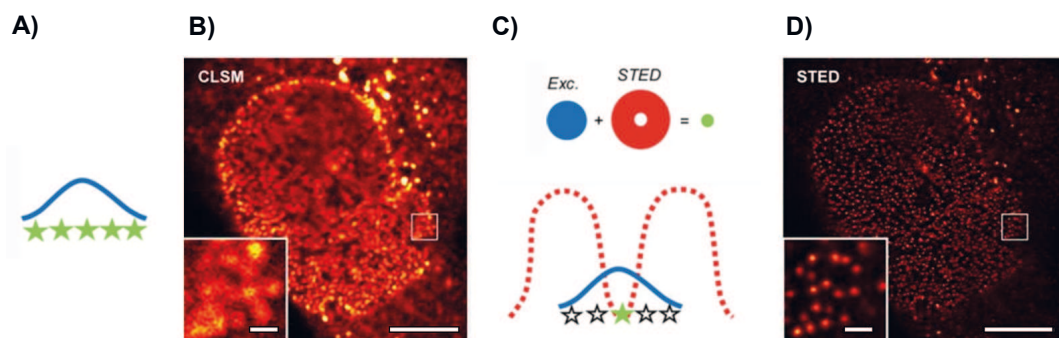 A)
B)
C)
D)
CLSM
Exc.
STED
+
=
STED